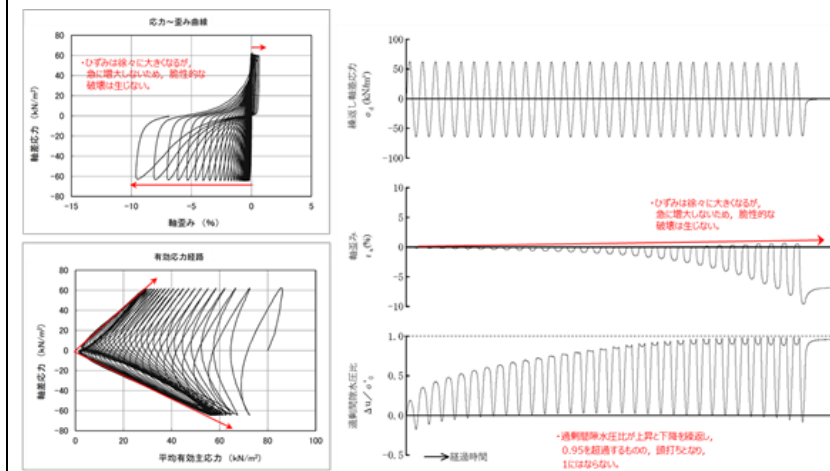 応力～歪み曲線
軸差応力 (kN/m²)
80
60
40
20
0
-20
-40
-60
-80
・ひずみは徐々に大きくなるが,
急に増大しないため, 脆性的な
破壊は生じない。
-15
-10
-5
0
5
軸歪み (%)
有効応力経路
軸差応力 (kN/m²)
80
60
40
20
0
-20
-40
-60
-80
0
20
40
60
80
100
平均有効主応力 (kN/m²)
繰返し軸差応力
σd (kN/m²)
100
50
0
-50
-100
軸歪み
εa(%)
10
5
0
-5
-10
・ひずみは徐々に大きくなるが,
急に増大しないため, 脆性的な
破壊は生じない。
過剰間隙水圧比
Δu/σ'0
1.0
0.5
0.0
-0.5
→経過時間
・過剰間隙水圧比が上昇と下降を繰返し,
0.95を超過するものの, 頭打ちとなり,
1にはならない。